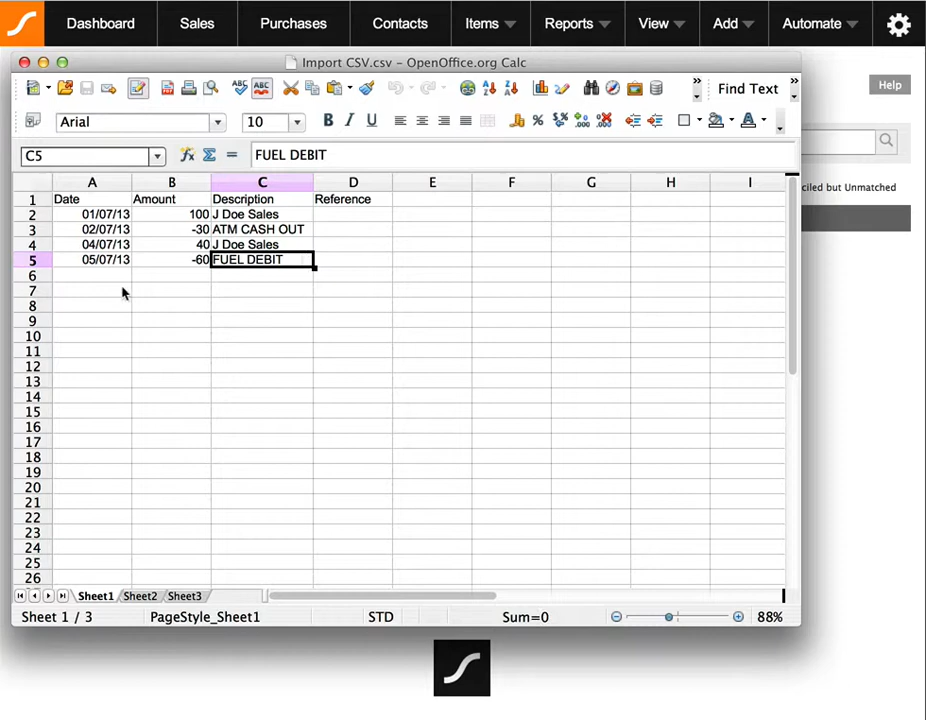 Dashboard Sales Purchases Contacts Items Reports View Add Automate
Import CSV.csv – OpenOffice.org Calc
Help
Find Text
Arial 10 B I U
C5 = FUEL DEBIT
ciled but Unmatched
A B C D E F G H I
1 Date Amount Description Reference
2 01/07/13 100 J Doe Sales
3 02/07/13 -30 ATM CASH OUT
4 04/07/13 40 J Doe Sales
5 05/07/13 -60 FUEL DEBIT
6
7
8
9
10
11
12
13
14
15
16
17
18
19
20
21
22
23
24
25
26
Sheet1 Sheet2 Sheet3
Sheet 1 / 3 PageStyle_Sheet1 STD Sum=0 88%